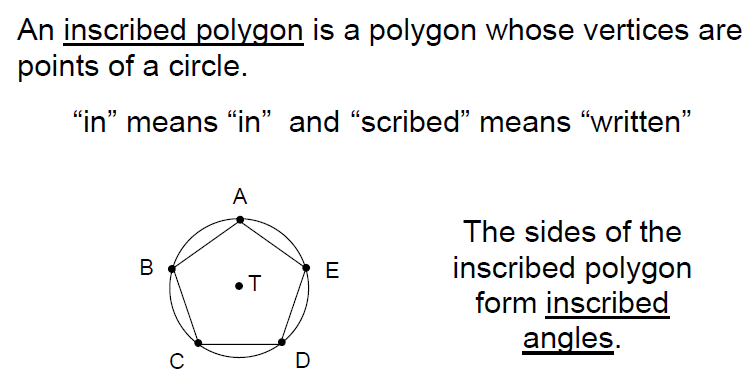 An inscribed polygon is a polygon whose vertices are
points of a circle.
“in” means “in” and “scribed” means “written”
A
B
E
T
C
D
The sides of the
inscribed polygon
form inscribed
angles.